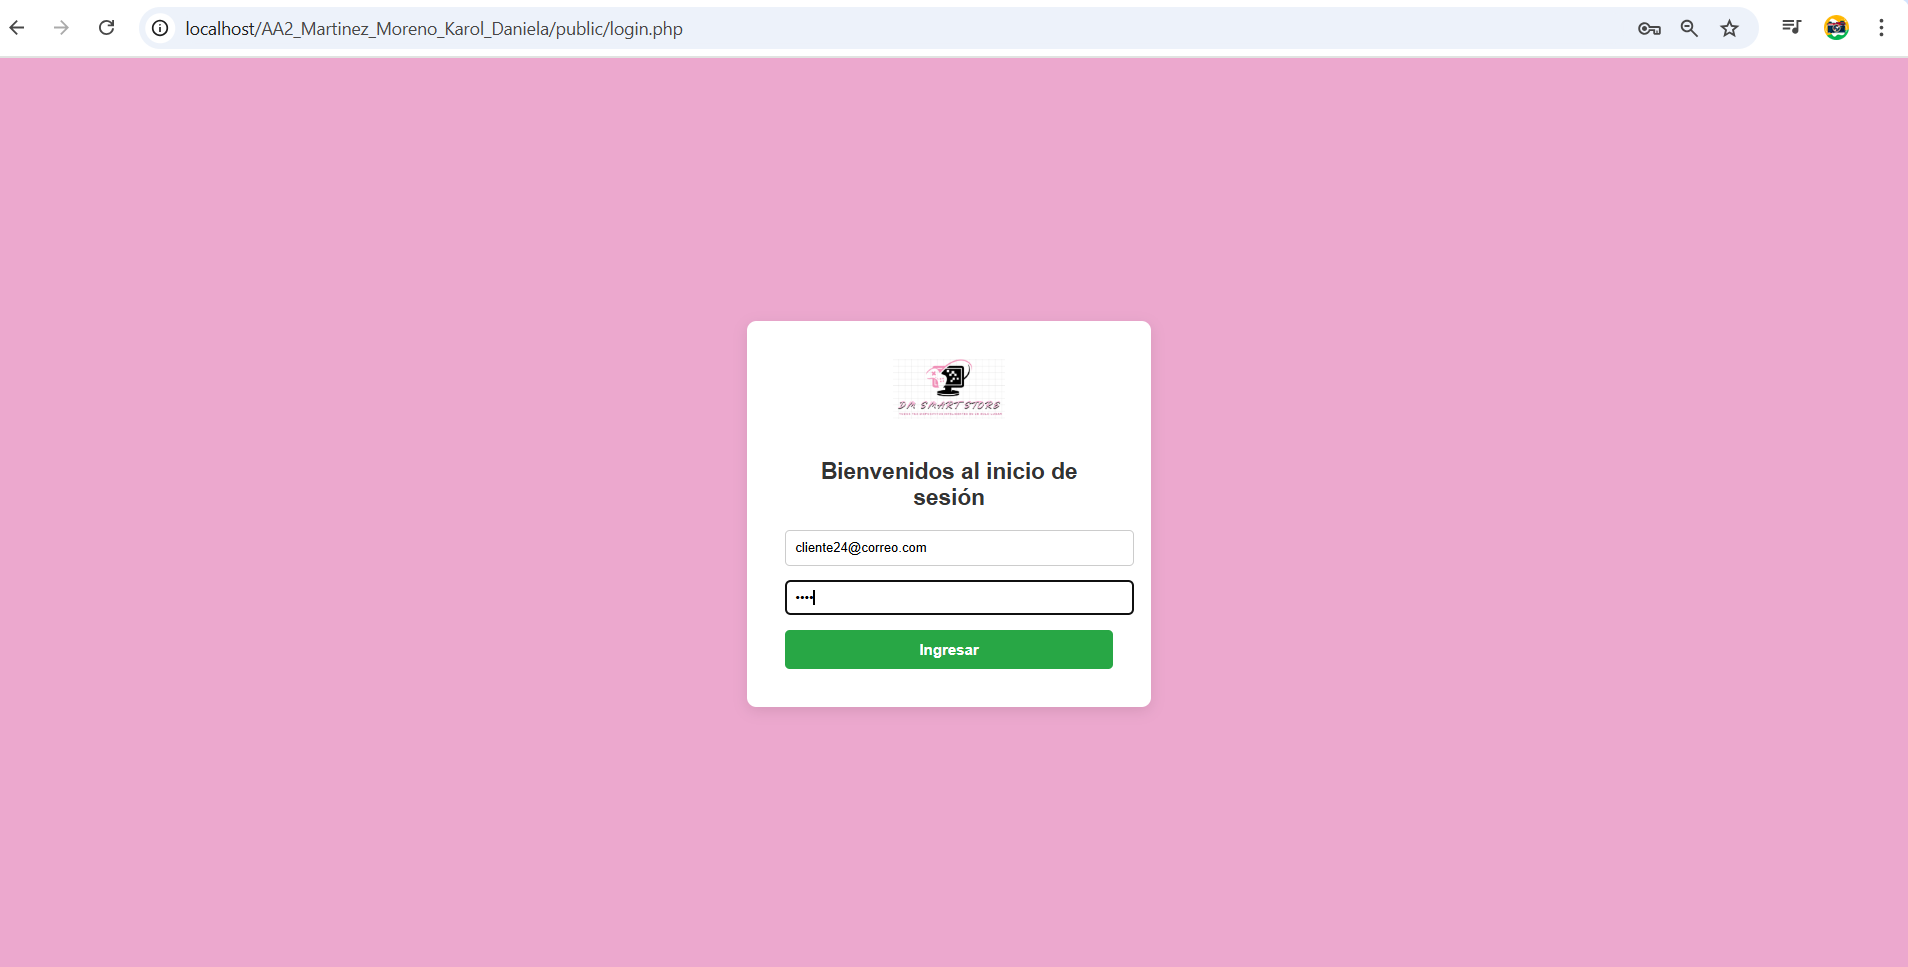 localhost/AA2_Martinez_Moreno_Karol_Daniela/public/login.php
DM SMART STORE
Bienvenidos al inicio de
sesión
cliente24@correo.com
••••
Ingresar